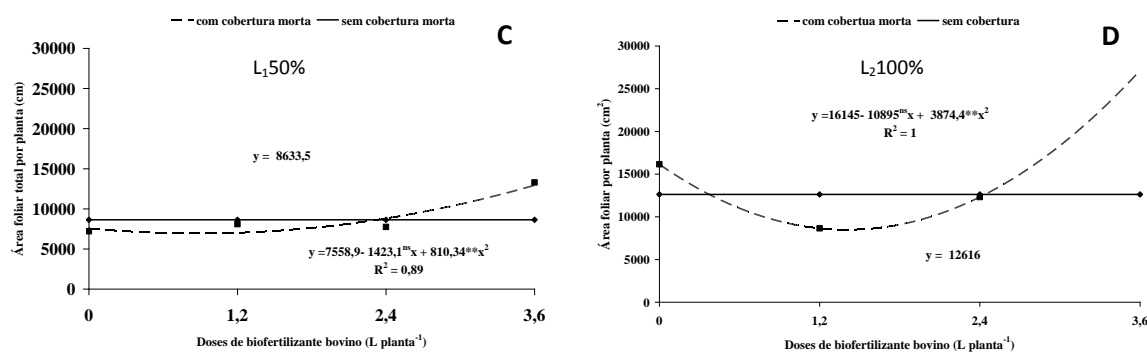 com cobertura morta sem cobertura morta
C
L₁50%
30000
25000
20000
15000
10000
5000
0
Área foliar total por planta (cm)
y = 8633,5
y =7558,9- 1423,1ⁿˢx + 810,34**x²
R² = 0,89
0 1,2 2,4 3,6
Doses de biofertilizante bovino (L planta⁻¹)
com cobertua morta sem cobertura
D
L₂100%
30000
25000
20000
15000
10000
5000
0
Área foliar por planta (cm²)
y =16145- 10895ⁿˢx + 3874,4**x²
R² = 1
y = 12616
0 1,2 2,4 3,6
Doses de biofertilizante bovino (L planta⁻¹)